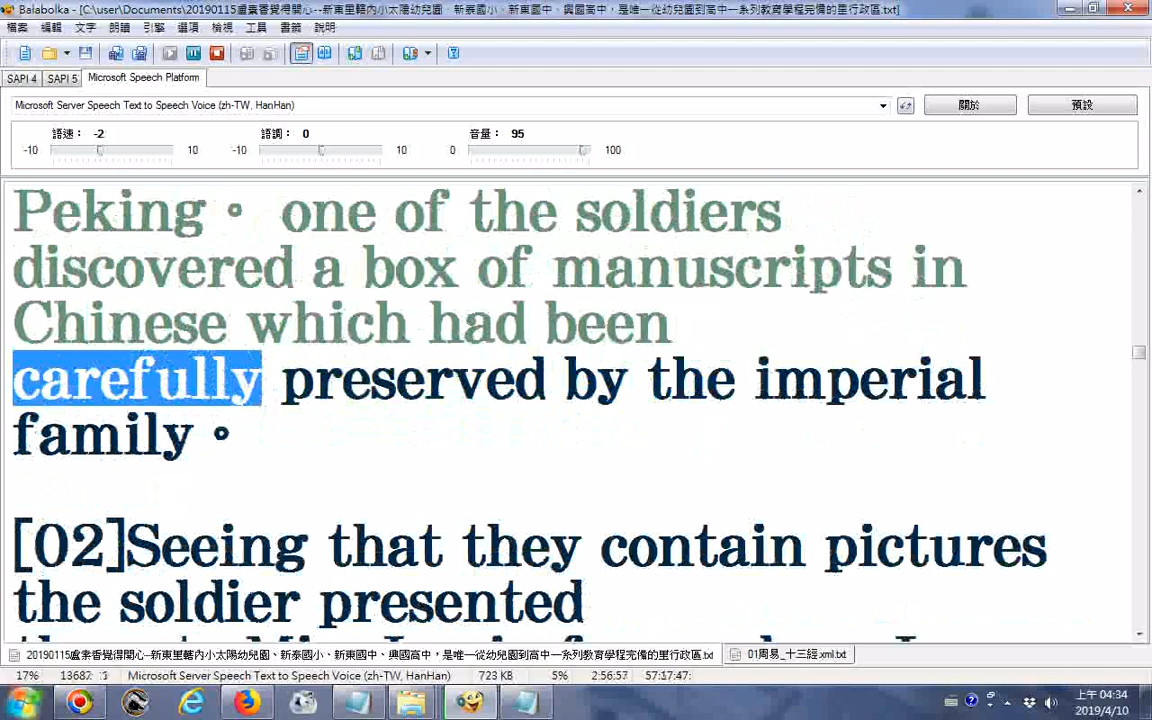 Balabolka - [C:\user\Documents\20190115盧素香覺得開心--新東里轄內小太陽幼兒園、新泰國小、新東國中、興國高中，是唯一從幼兒園到高中一系列教育學程完備的里行政區.txt]
檔案 編輯 文字 朗讀 引擎 選項 檢視 工具 書籤 說明
SAPI 4 SAPI 5 Microsoft Speech Platform
Microsoft Server Speech Text to Speech Voice (zh-TW, HanHan) 關於 預設
語速： -2 語調： 0 音量： 95
-10 10 -10 10 0 100
Peking。 one of the soldiers
discovered a box of manuscripts in
Chinese which had been
carefully preserved by the imperial
family。
[02]Seeing that they contain pictures
the soldier presented
20190115盧素香覺得開心--新東里轄內小太陽幼兒園、新泰國小、新東國中、興國高中，是唯一從幼兒園到高中一系列教育學程完備的里行政區.txt 01周易_十三經.xml.txt
17% Microsoft Server Speech Text to Speech Voice (zh-TW, HanHan) 723 KB 5% 2:56:57 57:17:47
上午 04:34
2019/4/10